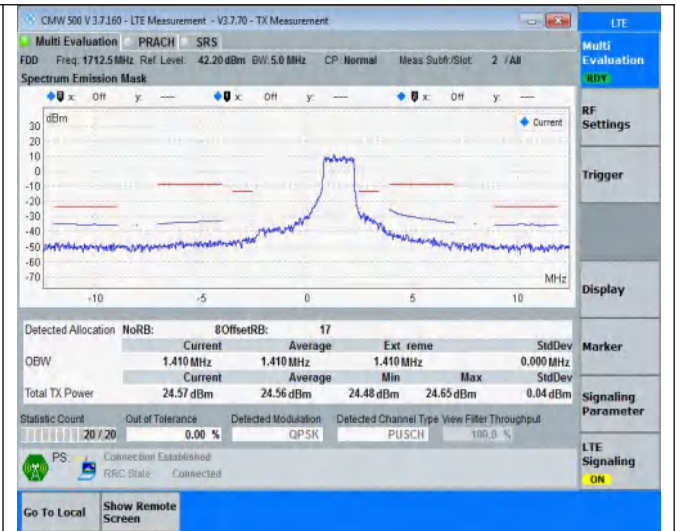 CMW 500 V 3.7.160 - LTE Measurement - V3.7.70 - TX Measurement
LTE
Multi Evaluation PRACH SRS
Multi Evaluation
RDY
FDD Freq.: 1712.5 MHz Ref. Level: 42.20 dBm BW: 5.0 MHz CP: Normal Meas Subfr./Slot: 2 / All
Spectrum Emission Mask
x: Off y: --- x: Off y: --- x: Off y: ---
dBm
Current
30
20
10
0
-10
-20
-30
-40
-50
-60
-70
MHz
-10 -5 0 5 10
RF Settings
Trigger
Display
Marker
Signaling Parameter
LTE Signaling
ON
Detected Allocation NoRB: 8 OffsetRB: 17
Current Average Ext reme StdDev
OBW 1.410 MHz 1.410 MHz 1.410 MHz 0.000 MHz
Current Average Min Max StdDev
Total TX Power 24.57 dBm 24.56 dBm 24.48 dBm 24.65 dBm 0.04 dBm
Statistic Count Out of Tolerance Detected Modulation Detected Channel Type View Filter Throughput
20 / 20 0.00 % QPSK PUSCH 100.0 %
PS: Connection Established
RRC State: Connected
Go To Local
Show Remote Screen